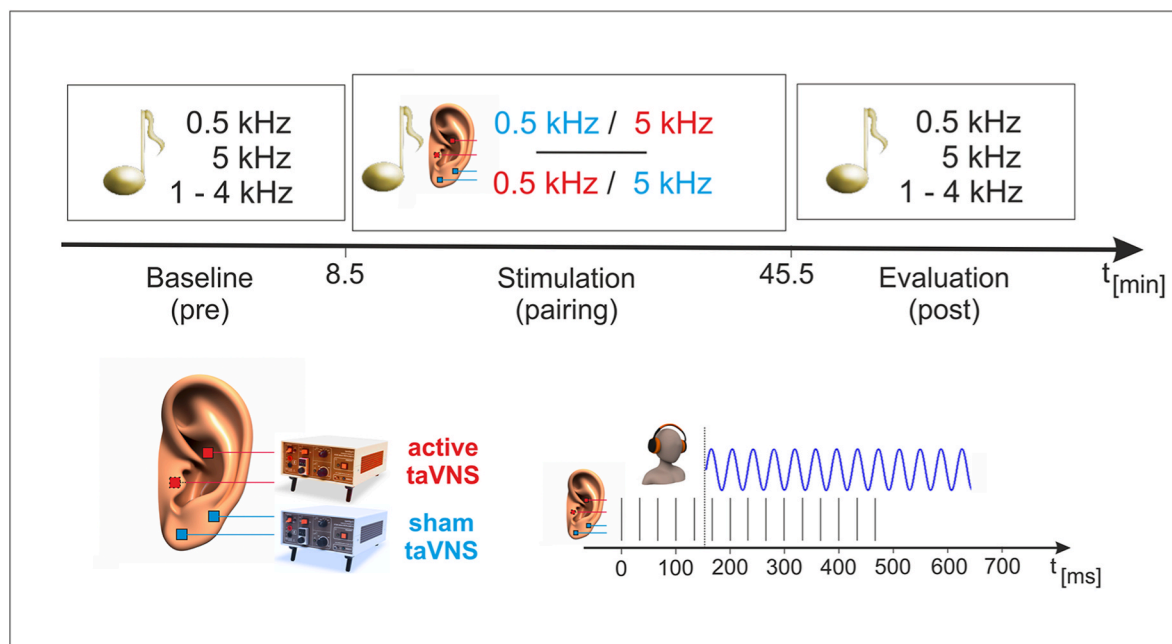 0.5 kHz
5 kHz
1 - 4 kHz
0.5 kHz / 5 kHz
0.5 kHz / 5 kHz
0.5 kHz
5 kHz
1 - 4 kHz
Baseline
(pre)
8.5
Stimulation
(pairing)
45.5
Evaluation
(post)
t[min]
active
taVNS
sham
taVNS
0 100 200 300 400 500 600 700
t[ms]